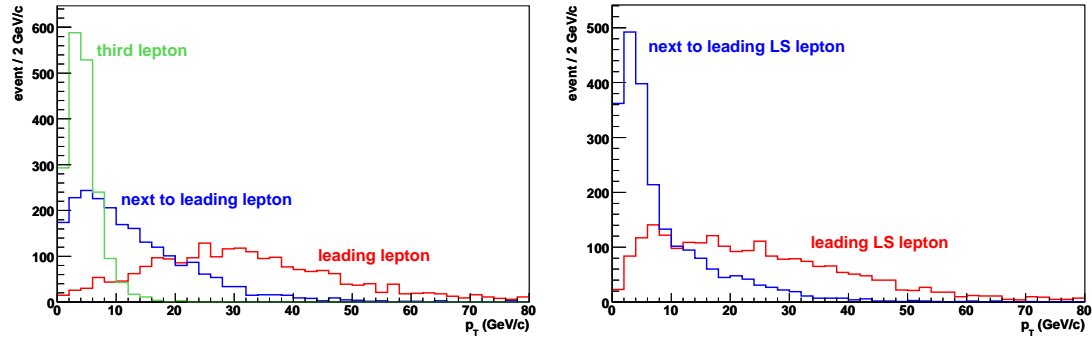 event / 2 GeV/c
600
500
400
300
200
100
0
third lepton
next to leading lepton
leading lepton
0 10 20 30 40 50 60 70 80
p_T (GeV/c)
event / 2 GeV/c
500
400
300
200
100
0
next to leading LS lepton
leading LS lepton
0 10 20 30 40 50 60 70 80
p_T (GeV/c)